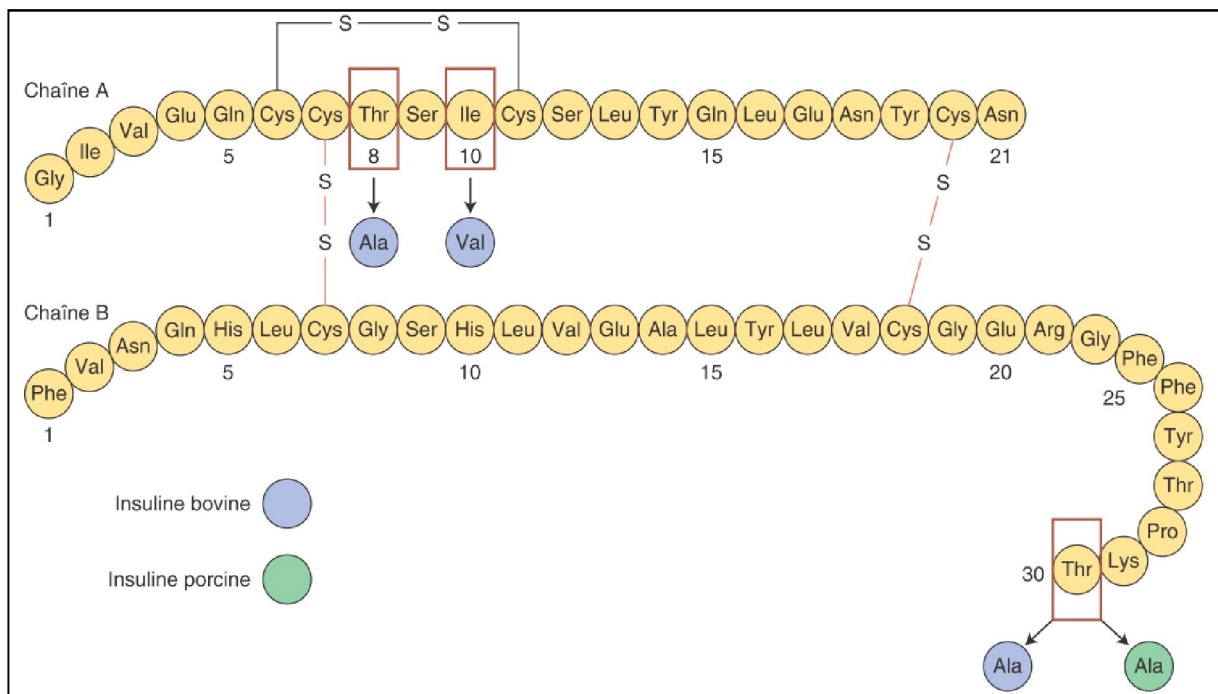 S S
Chaîne A
Gly Ile Val Glu Gln Cys Cys Thr Ser Ile Cys Ser Leu Tyr Gln Leu Glu Asn Tyr Cys Asn
1 5 8 10 15 21
S S
Ala Val
S S
Chaîne B
Phe Val Asn Gln His Leu Cys Gly Ser His Leu Val Glu Ala Leu Tyr Leu Val Cys Gly Glu Arg Gly Phe Phe Tyr Thr Pro Lys Thr
1 5 10 15 20 25 30
Insuline bovine
Insuline porcine
Ala Ala